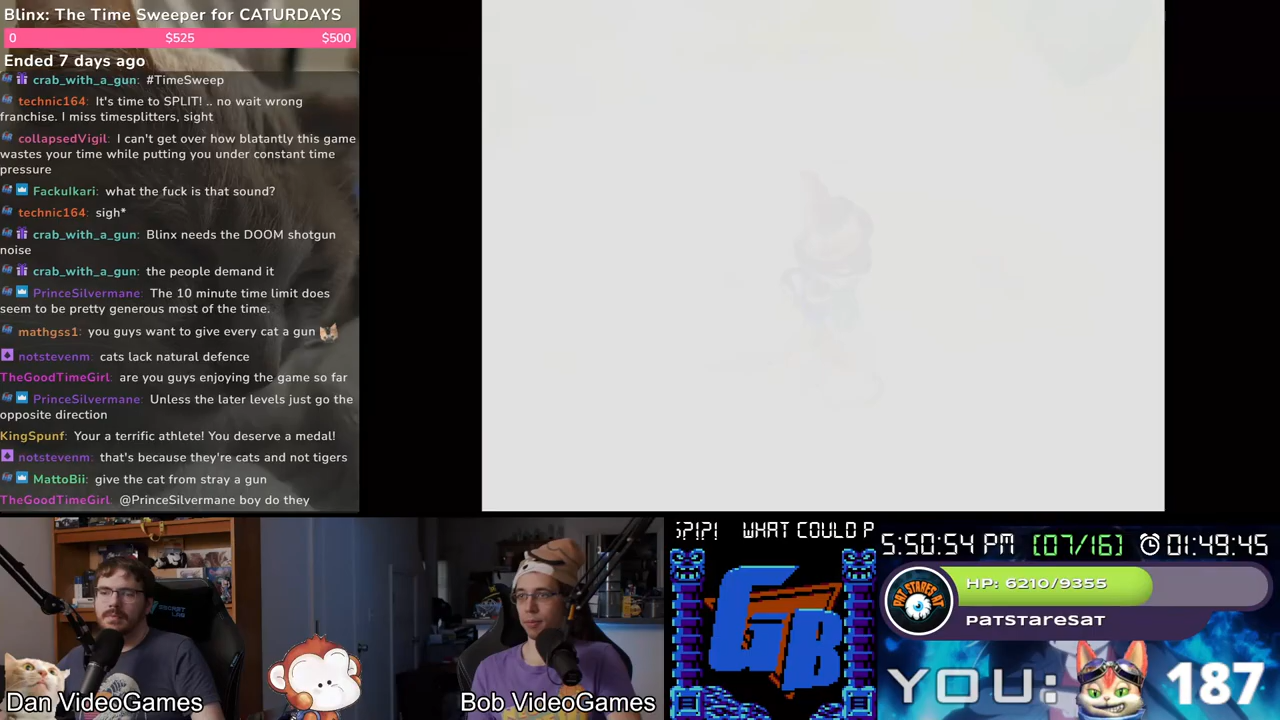 Blinx: The Time Sweeper for CATURDAYS
0 $525 $500
Ended 7 days ago
crab_with_a_gun: #TimeSweep
technic164: It's time to SPLIT! .. no wait wrong
franchise. I miss timesplitters, sight
collapsedVigil: I can't get over how blatantly this game
wastes your time while putting you under constant time
pressure
FackuIkari: what the fuck is that sound?
technic164: sigh*
crab_with_a_gun: Blinx needs the DOOM shotgun
noise
crab_with_a_gun: the people demand it
PrinceSilvermane: The 10 minute time limit does
seem to be pretty generous most of the time.
mathgss1: you guys want to give every cat a gun
notstevenm: cats lack natural defence
TheGoodTimeGirl: are you guys enjoying the game so far
PrinceSilvermane: Unless the later levels just go the
opposite direction
KingSpunf: Your a terrific athlete! You deserve a medal!
notstevenm: that's because they're cats and not tigers
MattoBii: give the cat from stray a gun
TheGoodTimeGirl: @PrinceSilvermane boy do they
S?!?! WHAT COULD P
5:50:54 PM [07/16] 01:49:45
HP: 6210/9355
PatStaresAt
PATSTARESAT
GB
SECRET LAB
YOU: 187
Dan VideoGames
Bob VideoGames